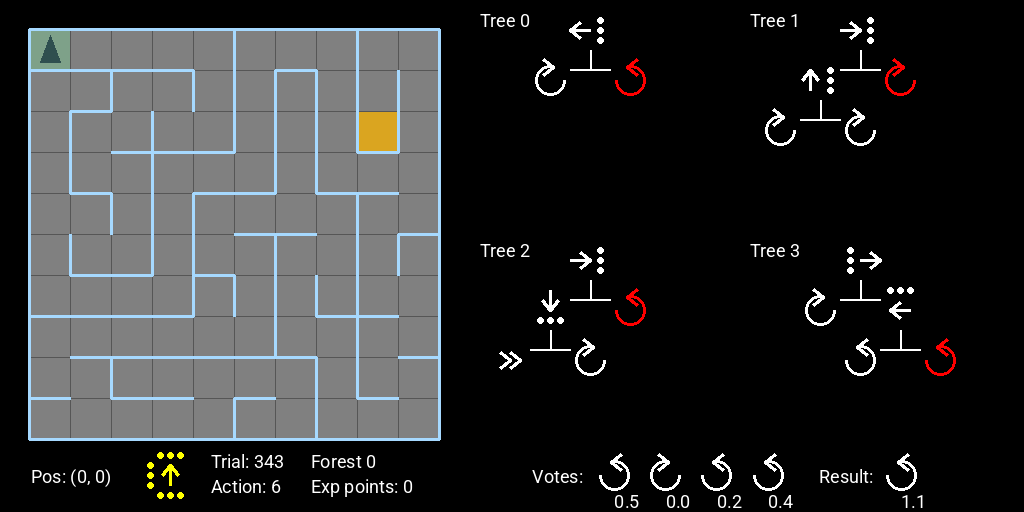 Tree 0
Tree 1
Tree 2
Tree 3
Pos: (0, 0)
Trial: 343
Forest 0
Action: 6
Exp points: 0
Votes:
0.5
0.0
0.2
0.4
Result:
1.1